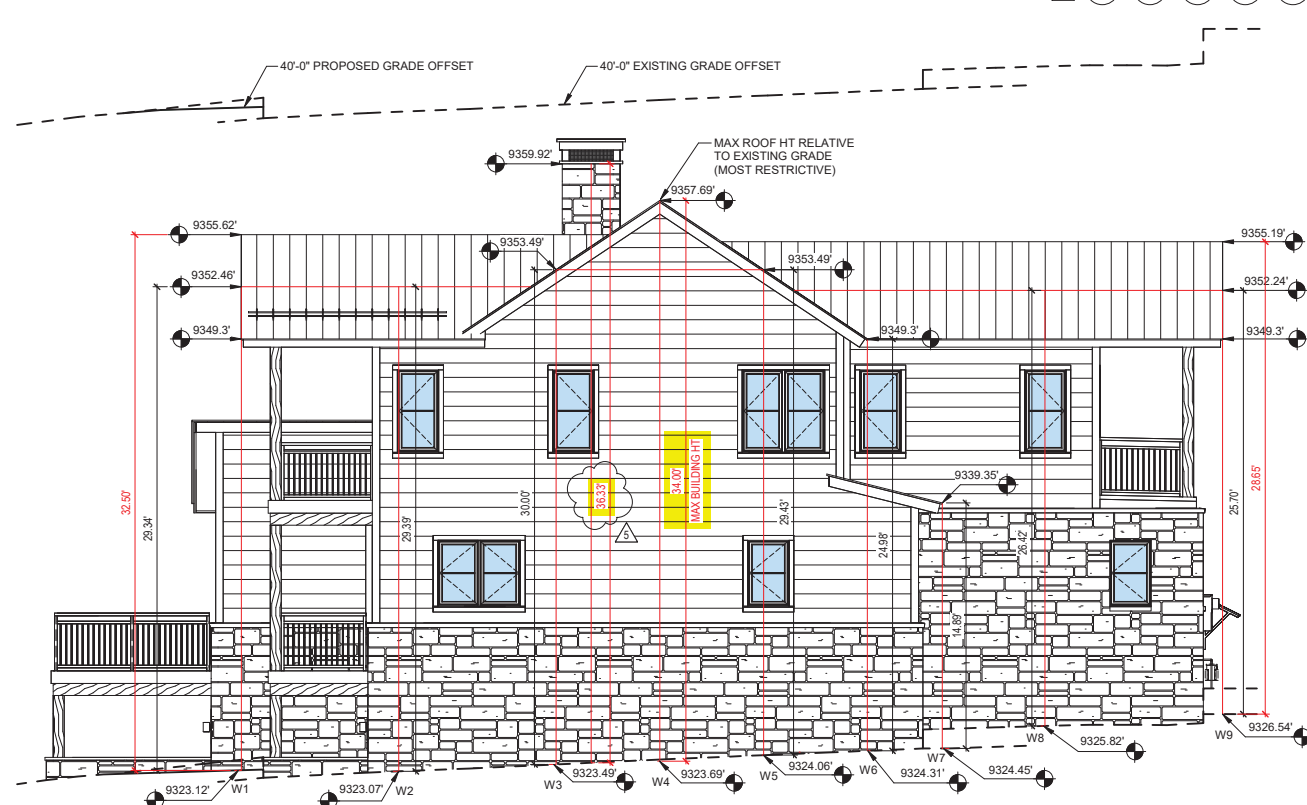 40'-0" PROPOSED GRADE OFFSET
40'-0" EXISTING GRADE OFFSET
MAX ROOF HT RELATIVE
TO EXISTING GRADE
(MOST RESTRICTIVE)
9359.92'
9357.69'
9355.62'
9353.49'
9353.49'
9355.19'
9352.46'
9352.24'
9349.3'
9349.3'
9349.3'
32.50'
29.34'
29.39'
30.00'
36.33'
5
34.00'
MAX BUILDING HT
29.43'
24.98'
9339.35'
14.89'
26.42'
25.70'
28.65'
W1
W2
W3
W4
W5
W6
W7
W8
W9
9323.12'
9323.07'
9323.49'
9323.69'
9324.06'
9324.31'
9324.45'
9325.82'
9326.54'